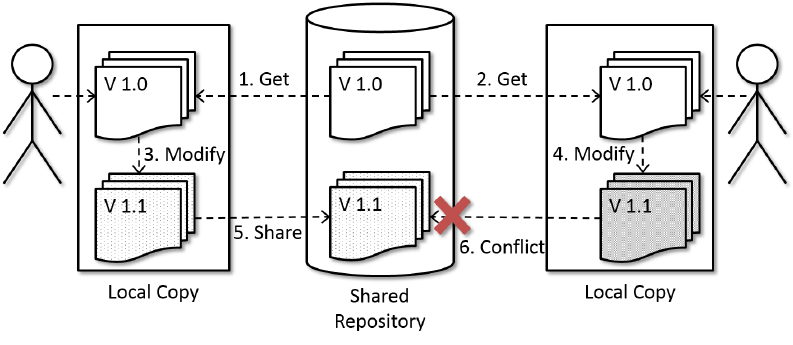 V 1.0
1. Get
V 1.0
2. Get
V 1.0
3. Modify
4. Modify
V 1.1
5. Share
V 1.1
6. Conflict
V 1.1
Local Copy
Shared
Repository
Local Copy